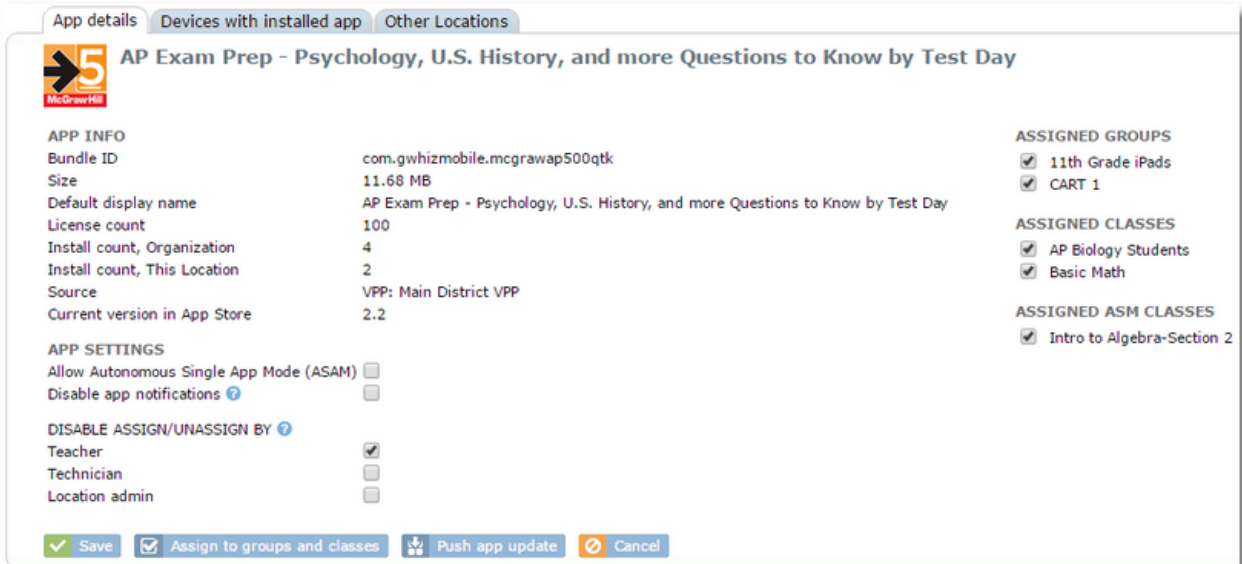 App details Devices with installed app Other Locations
5
McGraw-Hill
AP Exam Prep - Psychology, U.S. History, and more Questions to Know by Test Day
APP INFO
Bundle ID com.gwhizmobile.mcgrawap500qtk
Size 11.68 MB
Default display name AP Exam Prep - Psychology, U.S. History, and more Questions to Know by Test Day
License count 100
Install count, Organization 4
Install count, This Location 2
Source VPP: Main District VPP
Current version in App Store 2.2
APP SETTINGS
Allow Autonomous Single App Mode (ASAM)
Disable app notifications ?
DISABLE ASSIGN/UNASSIGN BY ?
Teacher
Technician
Location admin
ASSIGNED GROUPS
11th Grade iPads
CART 1
ASSIGNED CLASSES
AP Biology Students
Basic Math
ASSIGNED ASM CLASSES
Intro to Algebra-Section 2
Save Assign to groups and classes Push app update Cancel